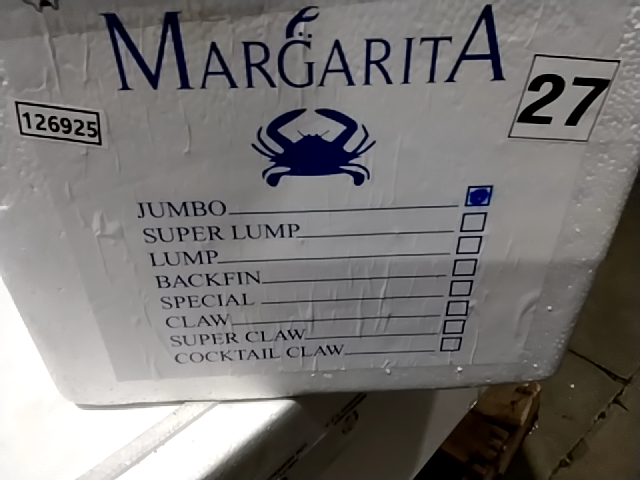 MARGARITA
126925
27
JUMBO
SUPER LUMP
LUMP
BACKFIN
SPECIAL
CLAW
SUPER CLAW
COCKTAIL CLAW